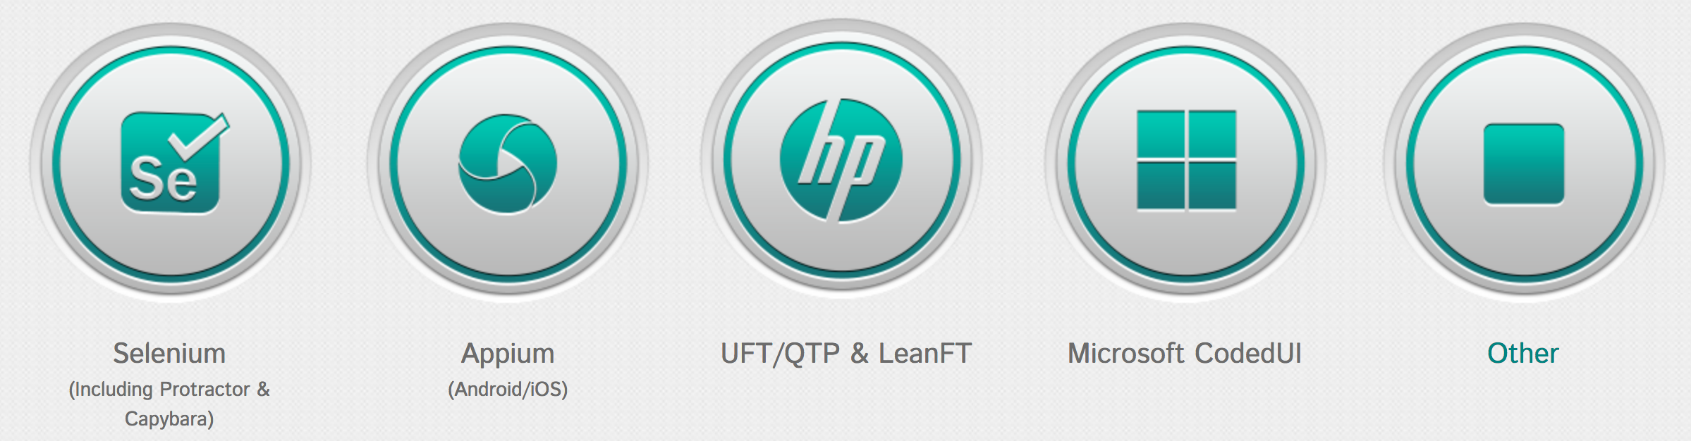 Se
hp
Selenium
Appium
UFT/QTP & LeanFT
Microsoft CodedUI
Other
(Including Protractor &
Capybara)
(Android/iOS)